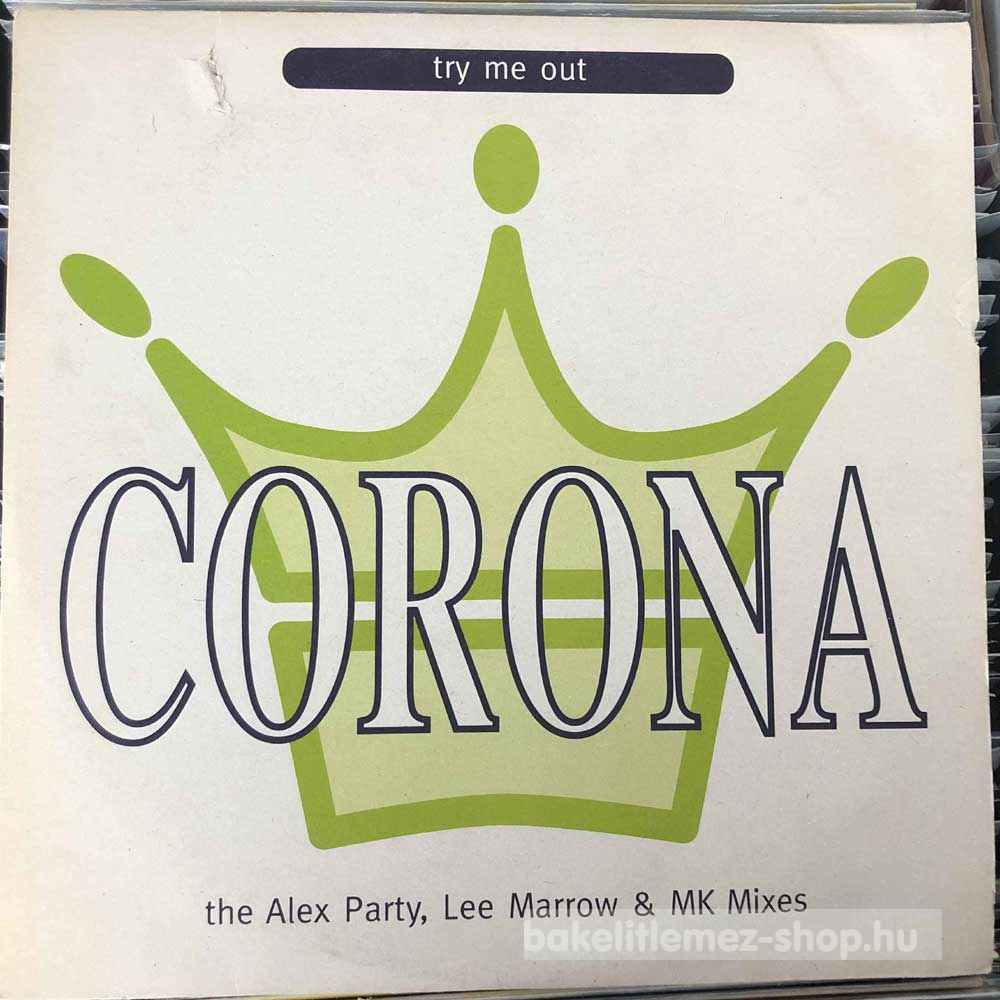 try me out
CORONA
the Alex Party, Lee Marrow & MK Mixes
bakelitlemez-shop.hu